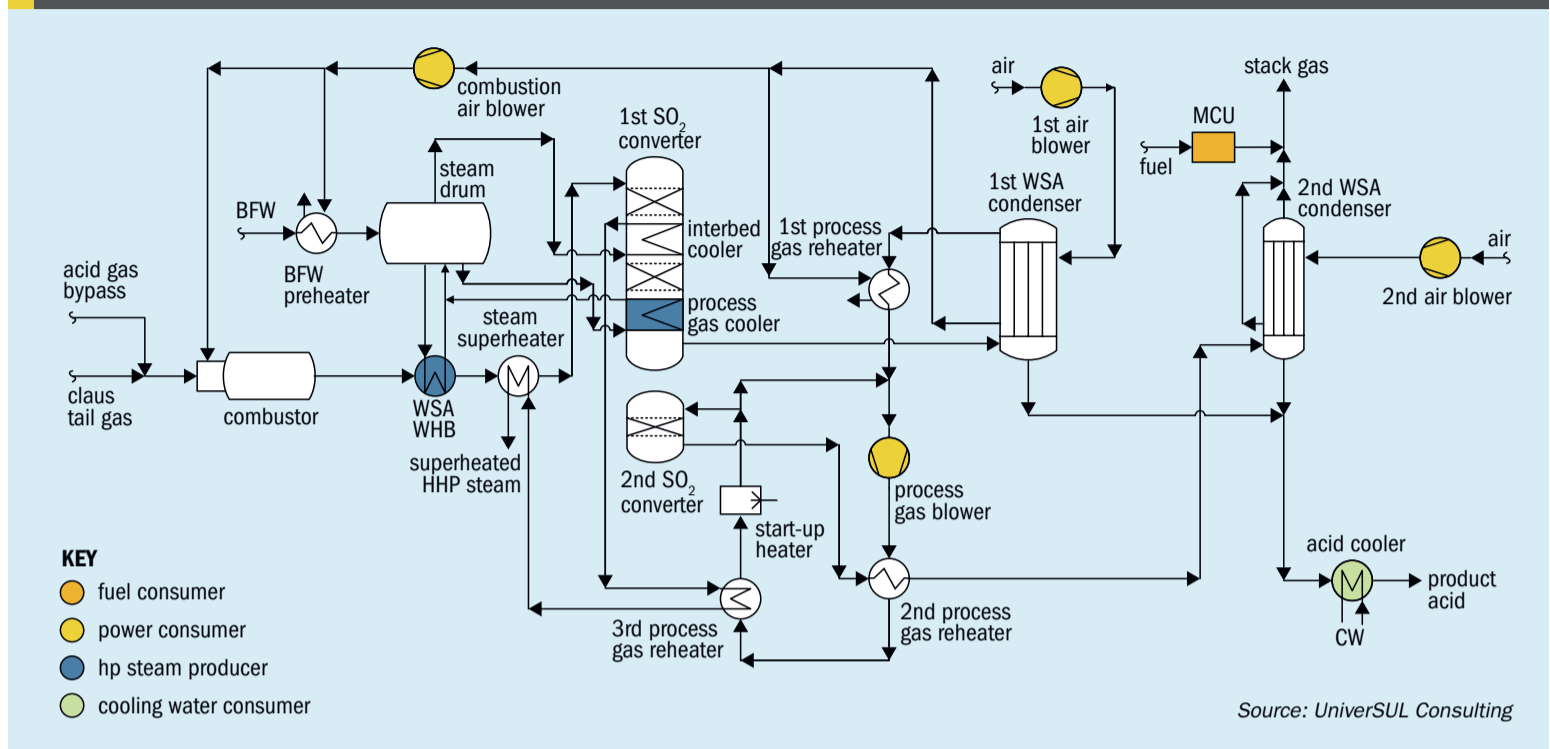 combustion
air blower
air
1st air
blower
stack gas
MCU
fuel
1st SO2
converter
steam
drum
1st WSA
condenser
2nd WSA
condenser
BFW
BFW
preheater
interbed
cooler
1st process
gas reheater
air
2nd air blower
acid gas
bypass
process
gas cooler
steam
superheater
claus
tail gas
combustor
WSA
WHB
superheated
HHP steam
2nd SO2
converter
process
gas blower
start-up
heater
acid cooler
product
acid
CW
3rd process
gas reheater
2nd process
gas reheater
KEY
fuel consumer
power consumer
hp steam producer
cooling water consumer
Source: UniverSUL Consulting